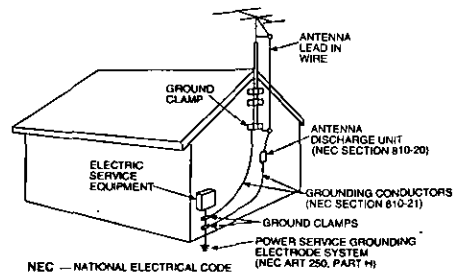 ANTENNA
LEAD IN
WIRE
GROUND
CLAMP
ANTENNA
DISCHARGE UNIT
(NEC SECTION 810-20)
ELECTRIC
SERVICE
EQUIPMENT
GROUNDING CONDUCTORS
(NEC SECTION 810-21)
GROUND CLAMPS
POWER SERVICE GROUNDING
ELECTRODE SYSTEM
(NEC ART 250, PART H)
NEC — NATIONAL ELECTRICAL CODE